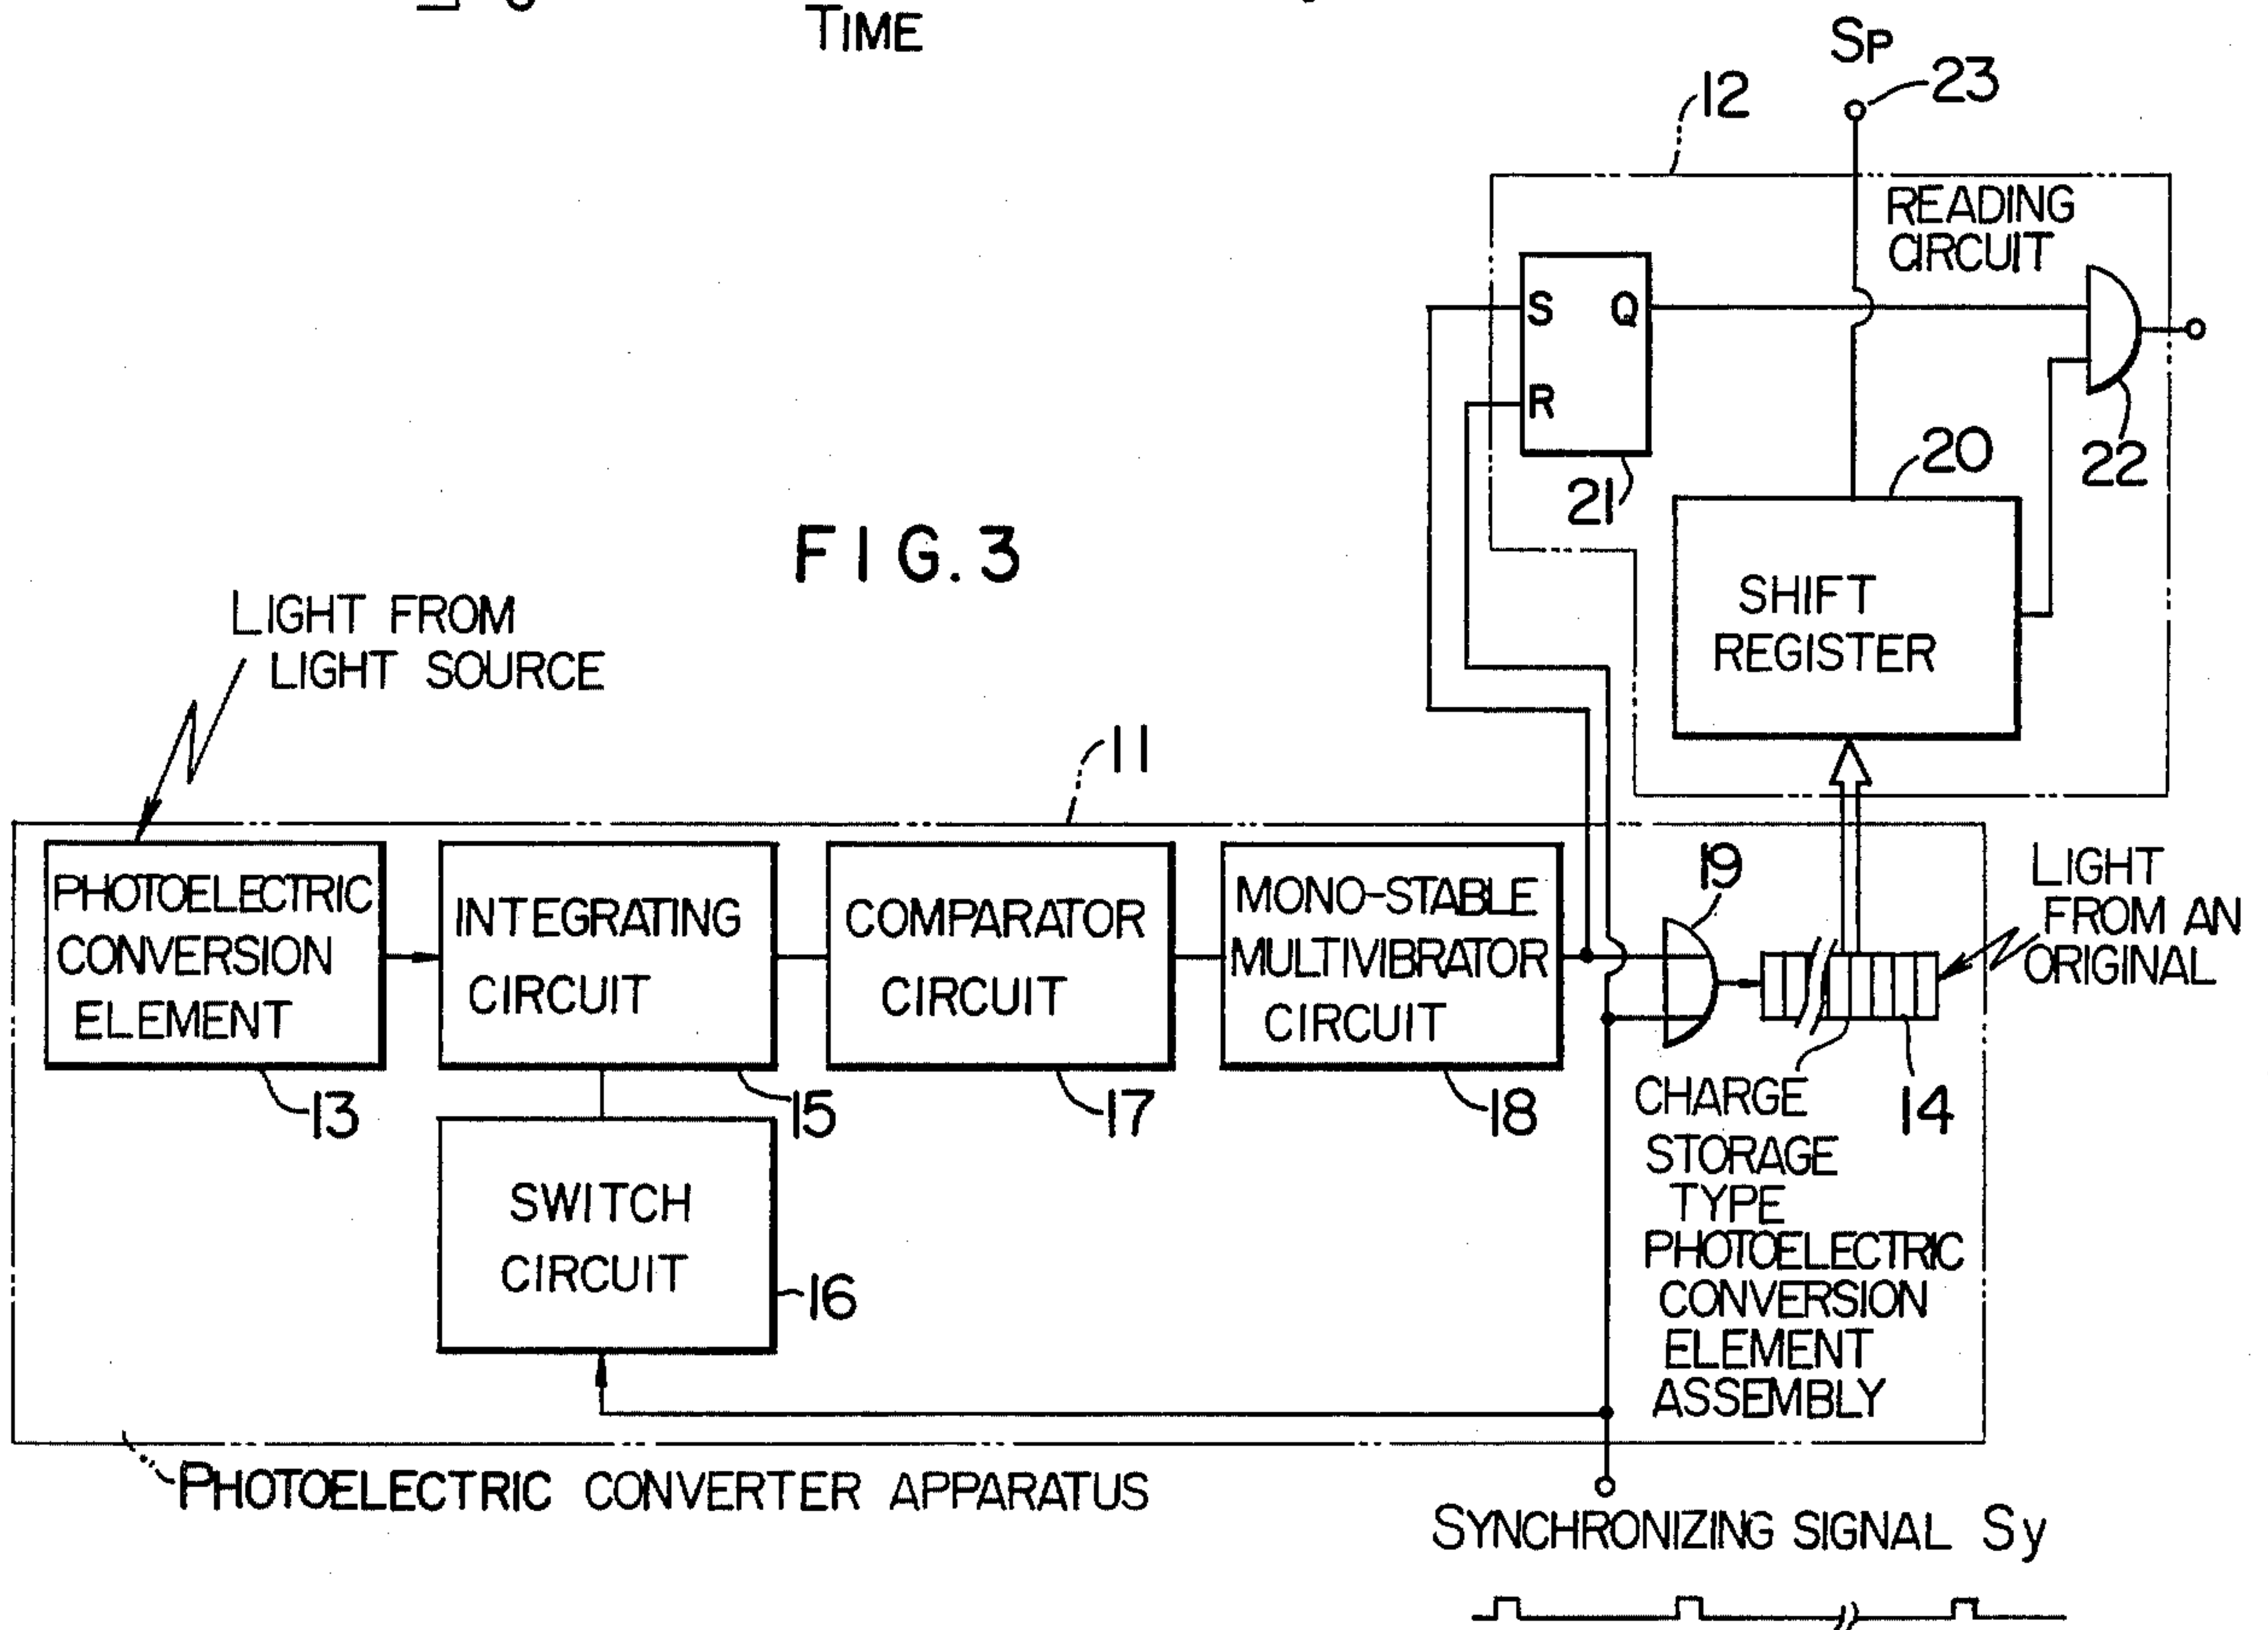 TIME
SP
23
12
READING
CIRCUIT
S Q
R
21
20
22
SHIFT
REGISTER
FIG. 3
LIGHT FROM
LIGHT SOURCE
11
PHOTOELECTRIC
CONVERSION
ELEMENT
13
INTEGRATING
CIRCUIT
15
COMPARATOR
CIRCUIT
17
MONO-STABLE
MULTIVIBRATOR
CIRCUIT
18
19
LIGHT
FROM AN
ORIGINAL
14
CHARGE
STORAGE
TYPE
PHOTOELECTRIC
CONVERSION
ELEMENT
ASSEMBLY
SWITCH
CIRCUIT
16
PHOTOELECTRIC CONVERTER APPARATUS
SYNCHRONIZING SIGNAL Sy